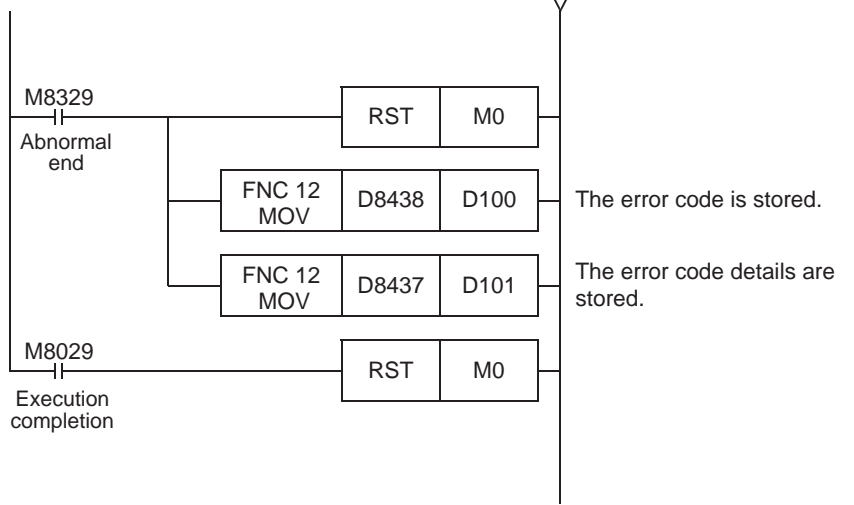 M8329
Abnormal
end
RST M0
FNC 12
MOV
D8438 D100
The error code is stored.
FNC 12
MOV
D8437 D101
The error code details are
stored.
M8029
Execution
completion
RST M0